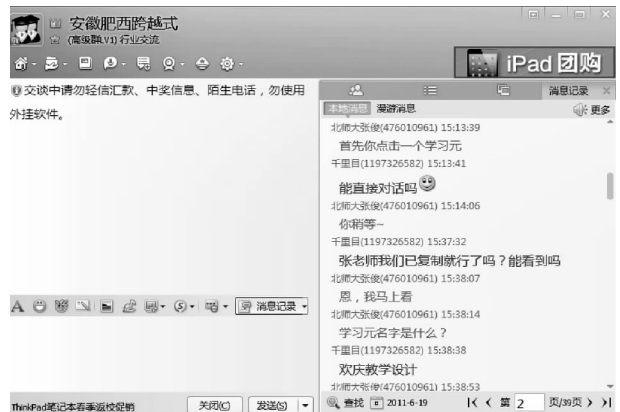 安徽肥西跨越式
(高级群.V1) 行业交流
iPad 团购
交谈中请勿轻信汇款、中奖信息、陌生电话，勿使用
外挂软件。
消息记录
本地消息 漫游消息 更多
北师大张俊(476010961) 15:13:39
首先你点击一个学习元
千里目(1197326582) 15:13:41
能直接对话吗
北师大张俊(476010961) 15:14:06
你稍等~
千里目(1197326582) 15:37:32
张老师我们已复制就行了吗？能看到吗
北师大张俊(476010961) 15:38:07
恩，我马上看
北师大张俊(476010961) 15:38:14
学习元名字是什么？
千里目(1197326582) 15:38:38
欢庆教学设计
北师大张俊(476010961) 15:38:53
消息记录
ThinkPad笔记本春季返校促销 关闭(C) 发送(S)
查找 2011-6-19 第 2 页/39页